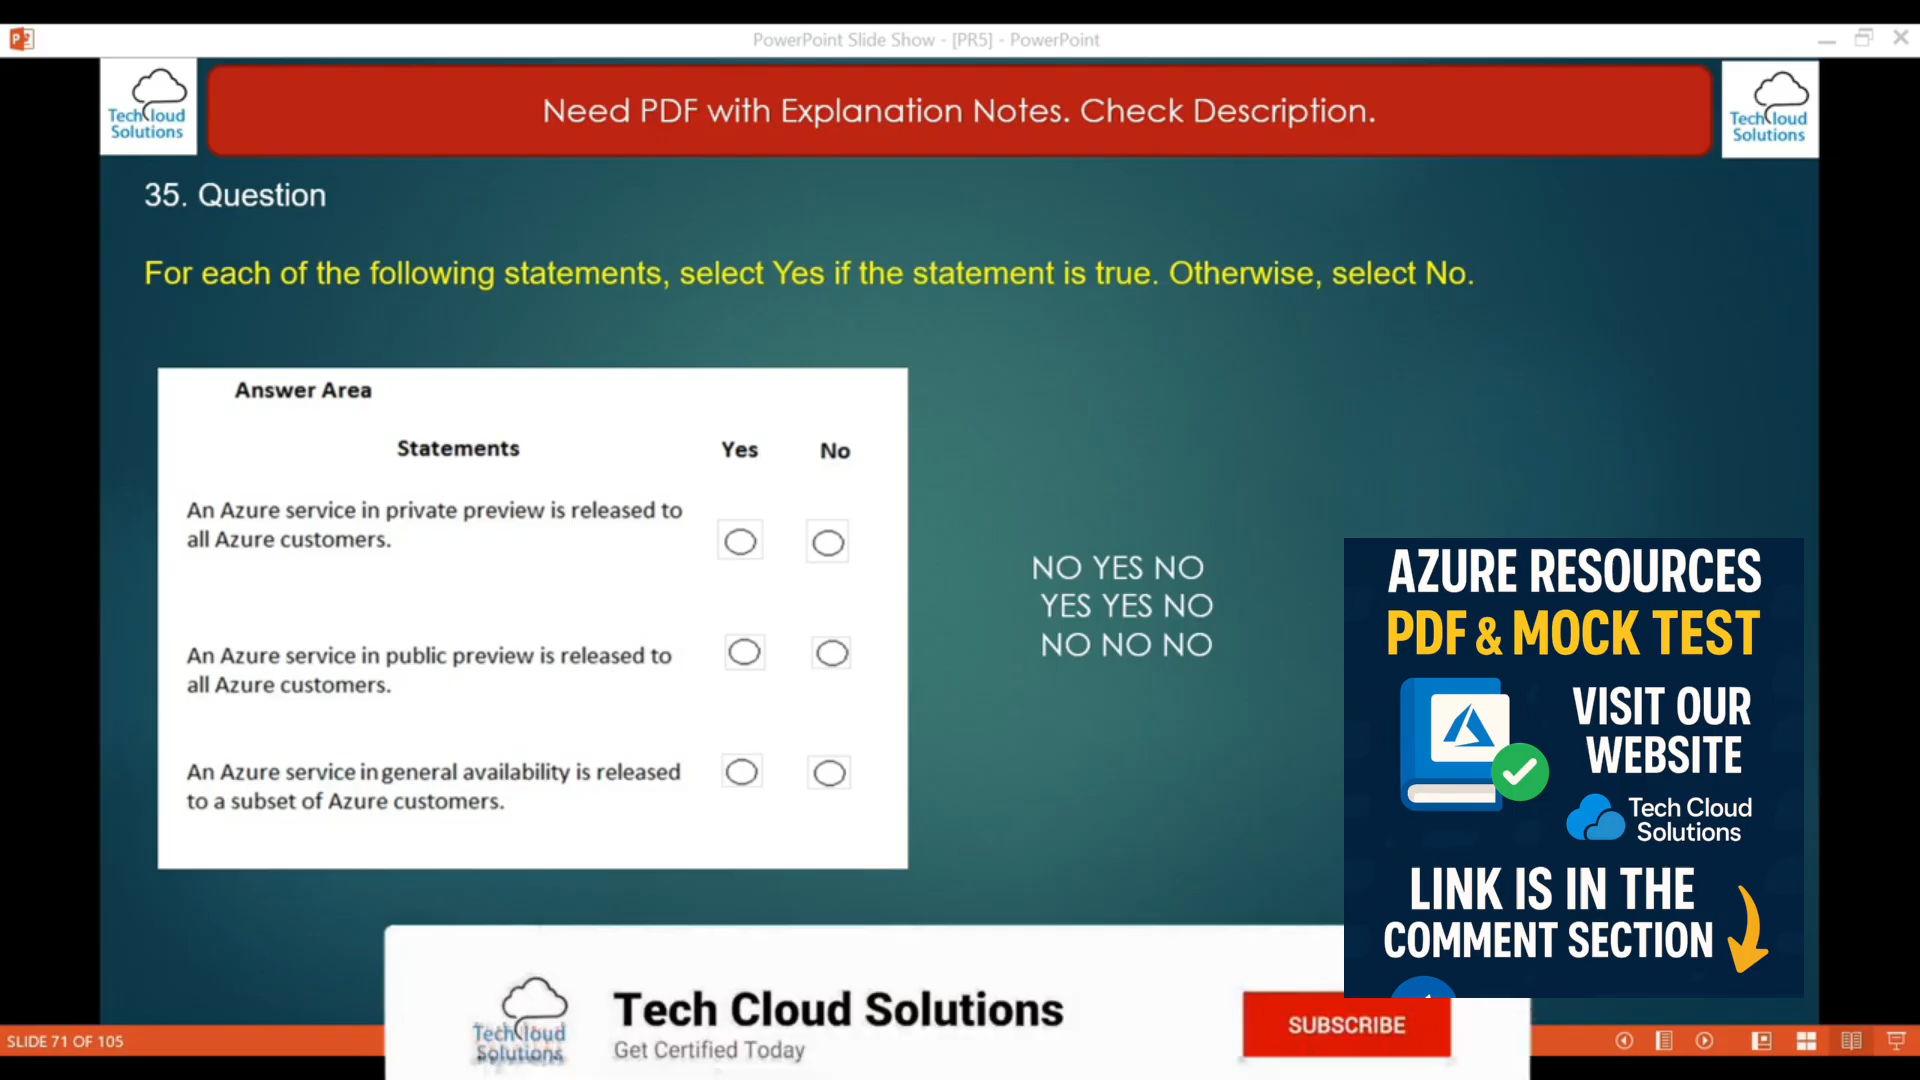 PowerPoint Slide Show - [PR5] - PowerPoint
TechCloud
Solutions
Need PDF with Explanation Notes. Check Description.
TechCloud
Solutions
35. Question
For each of the following statements, select Yes if the statement is true. Otherwise, select No.
Answer Area
Statements Yes No
An Azure service in private preview is released to
all Azure customers.
An Azure service in public preview is released to
all Azure customers.
An Azure service in general availability is released
to a subset of Azure customers.
NO YES NO
YES YES NO
NO NO NO
AZURE RESOURCES
PDF & MOCK TEST
VISIT OUR
WEBSITE
Tech Cloud
Solutions
LINK IS IN THE
COMMENT SECTION
TechCloud
Solutions
Tech Cloud Solutions
Get Certified Today
SUBSCRIBE
SLIDE 71 OF 105